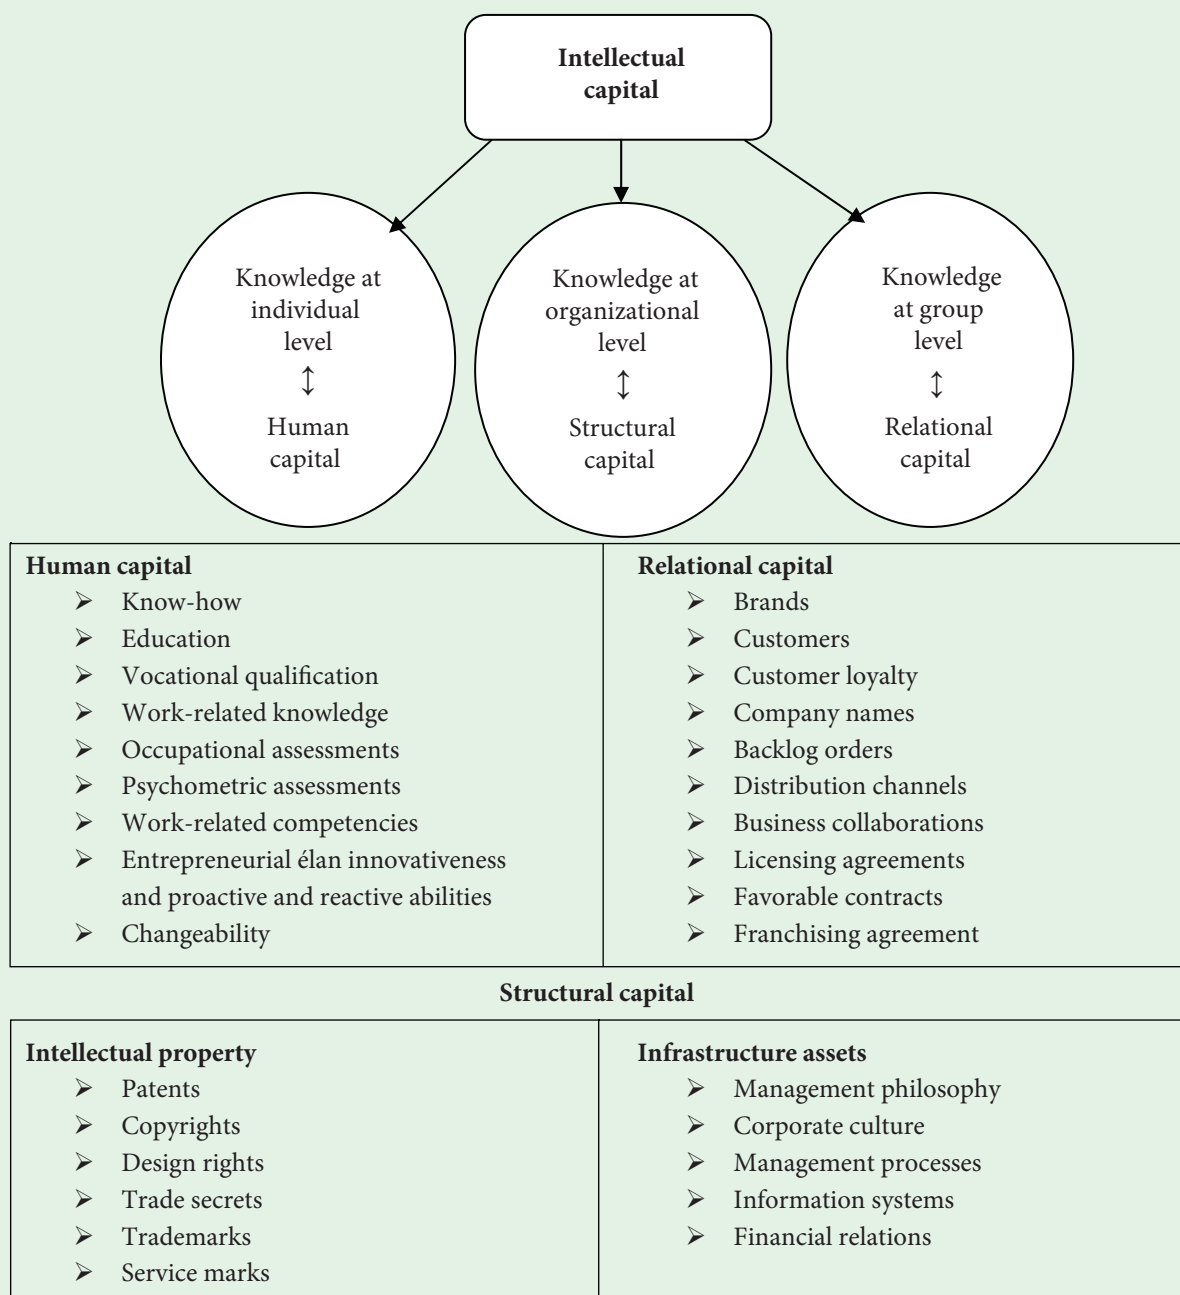 Intellectual
capital
Knowledge at
individual
level
↕
Human
capital
Knowledge at
organizational
level
↕
Structural
capital
Knowledge
at group
level
↕
Relational
capital
Human capital
➢ Know-how
➢ Education
➢ Vocational qualification
➢ Work-related knowledge
➢ Occupational assessments
➢ Psychometric assessments
➢ Work-related competencies
➢ Entrepreneurial élan innovativeness
and proactive and reactive abilities
➢ Changeability
Relational capital
➢ Brands
➢ Customers
➢ Customer loyalty
➢ Company names
➢ Backlog orders
➢ Distribution channels
➢ Business collaborations
➢ Licensing agreements
➢ Favorable contracts
➢ Franchising agreement
Structural capital
Intellectual property
➢ Patents
➢ Copyrights
➢ Design rights
➢ Trade secrets
➢ Trademarks
➢ Service marks
Infrastructure assets
➢ Management philosophy
➢ Corporate culture
➢ Management processes
➢ Information systems
➢ Financial relations